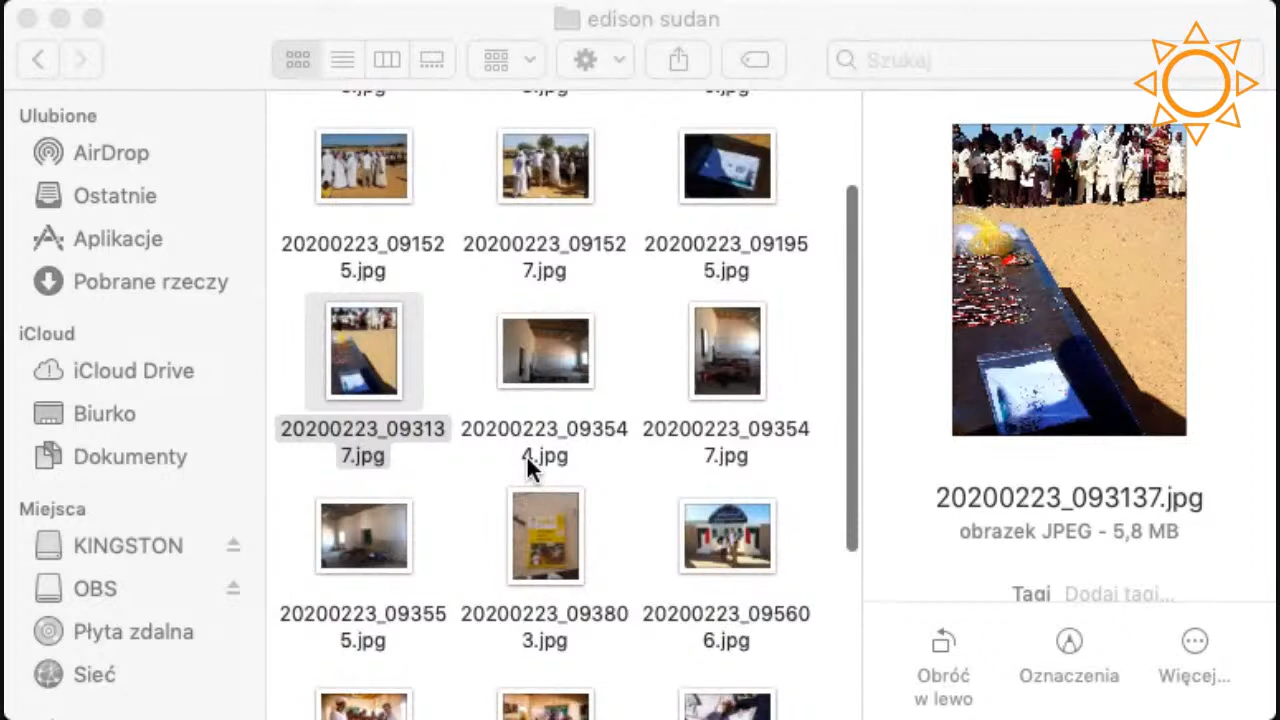 edison sudan
Szukaj
Ulubione
AirDrop
Ostatnie
Aplikacje
Pobrane rzeczy
iCloud
iCloud Drive
Biurko
Dokumenty
Miejsca
KINGSTON
OBS
Płyta zdalna
Sieć
20200223_09152
5.jpg
20200223_09152
7.jpg
20200223_09195
5.jpg
20200223_09313
7.jpg
20200223_09354
4.jpg
20200223_09354
7.jpg
20200223_09355
5.jpg
20200223_09380
3.jpg
20200223_09560
6.jpg
20200223_093137.jpg
obrazek JPEG - 5,8 MB
Tagi Dodaj tagi...
Obróć
w lewo
Oznaczenia
Więcej...